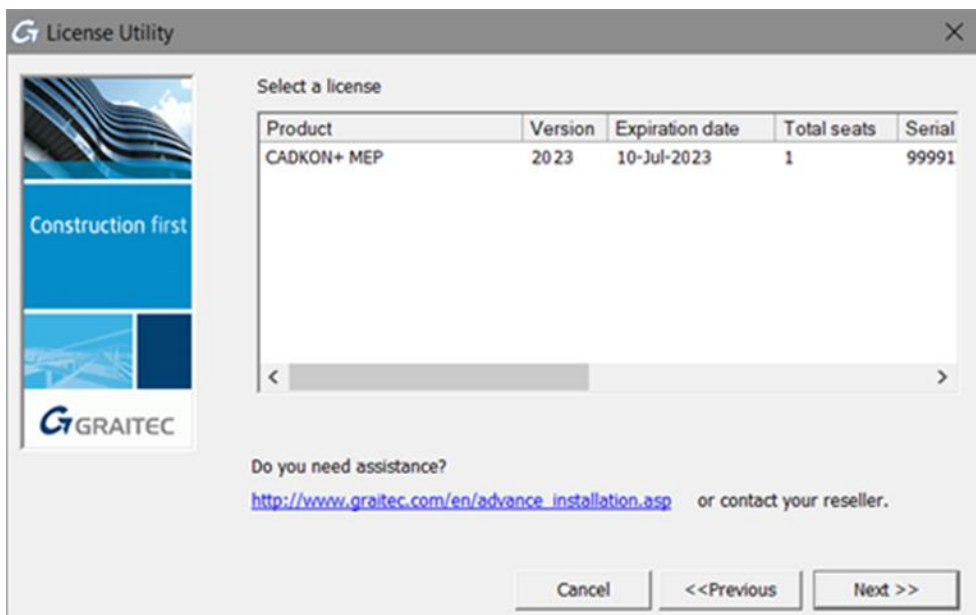 License Utility
Select a license
Product Version Expiration date Total seats Serial
CADKON+ MEP 2023 10-Jul-2023 1 99991
Construction first
GRAITEC
Do you need assistance?
http://www.graitec.com/en/advance_installation.asp or contact your reseller.
Cancel <<Previous Next >>